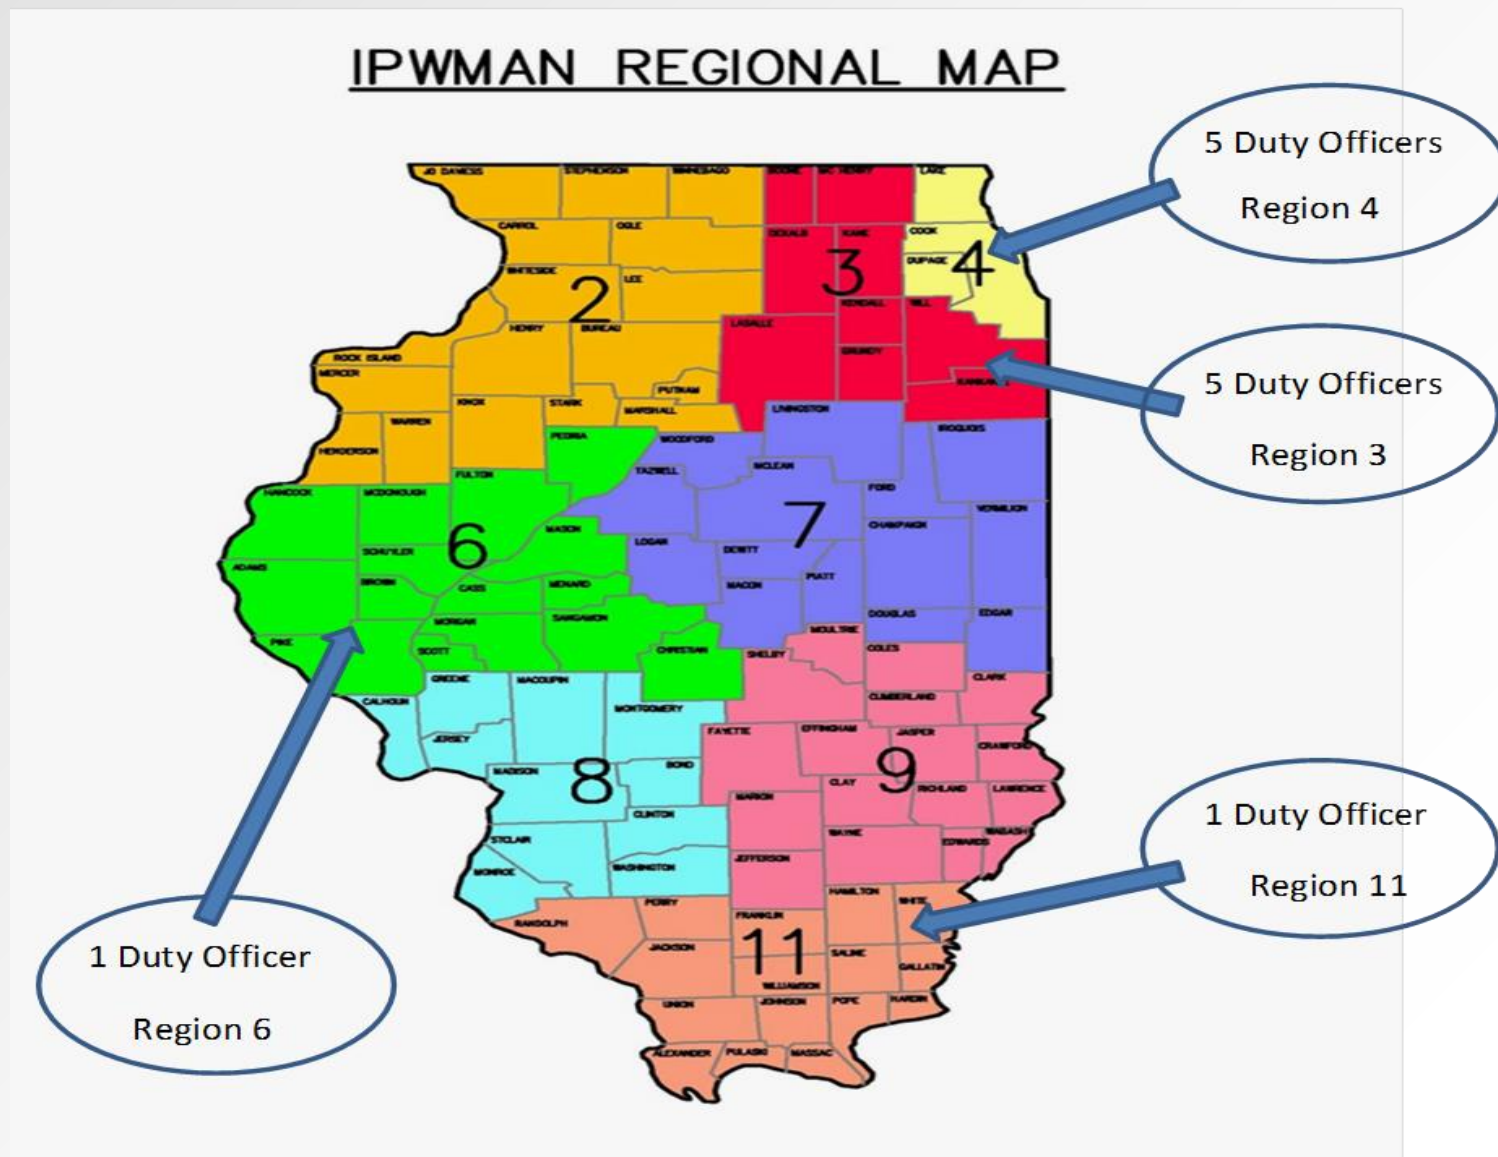 IPWMAN REGIONAL MAP
5 Duty Officers
Region 4
JO DAVIESS STEPHENSON WINNEBAGO BOONE MC HENRY LAKE
CARROL OGLE DEKALB KANE COOK
DUPAGE
4
3
WHITESIDE LEE
2
KENDALL WILL
HENRY BUREAU LASALLE
ROCK ISLAND GRUNDY
MERCER
PUTNAM KANKAKEE
5 Duty Officers
Region 3
KNOX STARK MARSHALL LIVINGSTON
WARREN
HENDERSON
PEORIA WOODFORD IROQUOIS
TAZWELL MCLEAN
FULTON
HANCOCK MCDONOUGH FORD
VERMILION
MASON 7 CHAMPAIGN
6
SCHUYLER LOGAN DEWITT
ADAMS
BROWN CASS MENARD MACON PIATT
MORGAN SANGAMON DOUGLAS EDGAR
PIKE SCOTT CHRISTIAN SHELBY MOULTRIE COLES
GREENE MACOUPIN CLARK
CALHOUN MONTGOMERY CUMBERLAND
JERSEY FAYETTE EFFINGHAM JASPER CRAWFORD
MADISON 8 BOND 9
CLAY RICHLAND LAWRENCE
MARION
CLINTON
STCLAIR WAYNE EDWARDS WABASH
MONROE WASHINGTON JEFFERSON
1 Duty Officer
Region 11
HAMILTON WHITE
RANDOLPH PERRY FRANKLIN
11
JACKSON SALINE
GALLATIN
WILLIAMSON
UNION JOHNSON POPE HARDIN
ALEXANDER PULASKI MASSAC
1 Duty Officer
Region 6